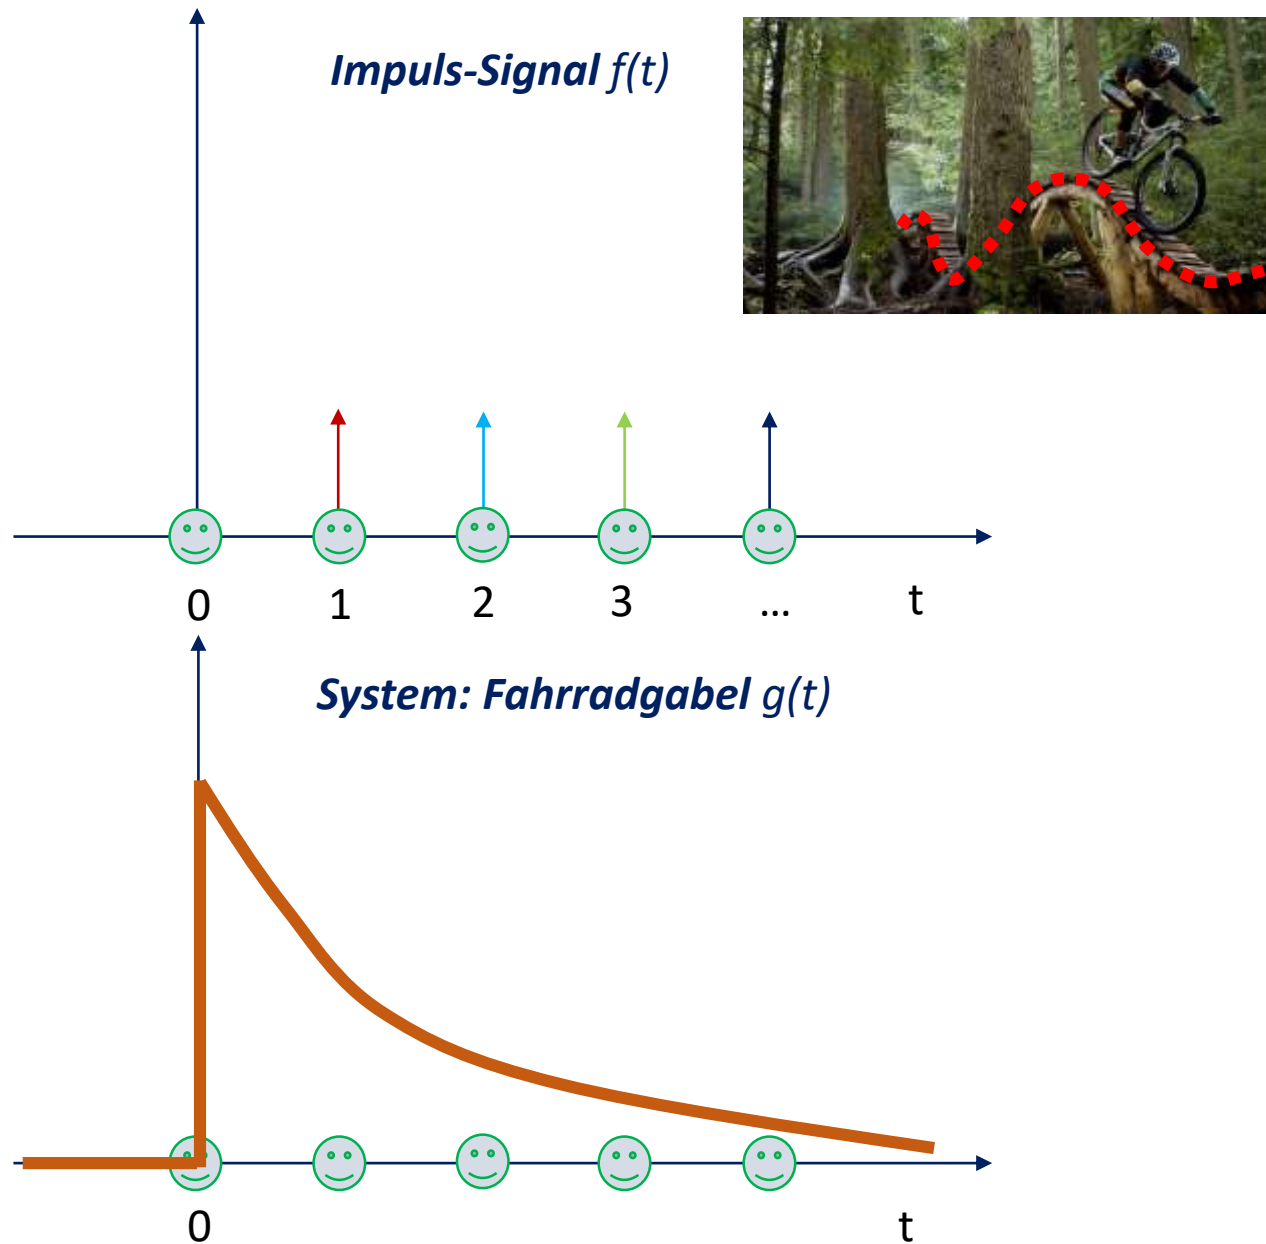 Impuls-Signal f(t)
0 1 2 3 ... t
System: Fahrradgabel g(t)
0 t